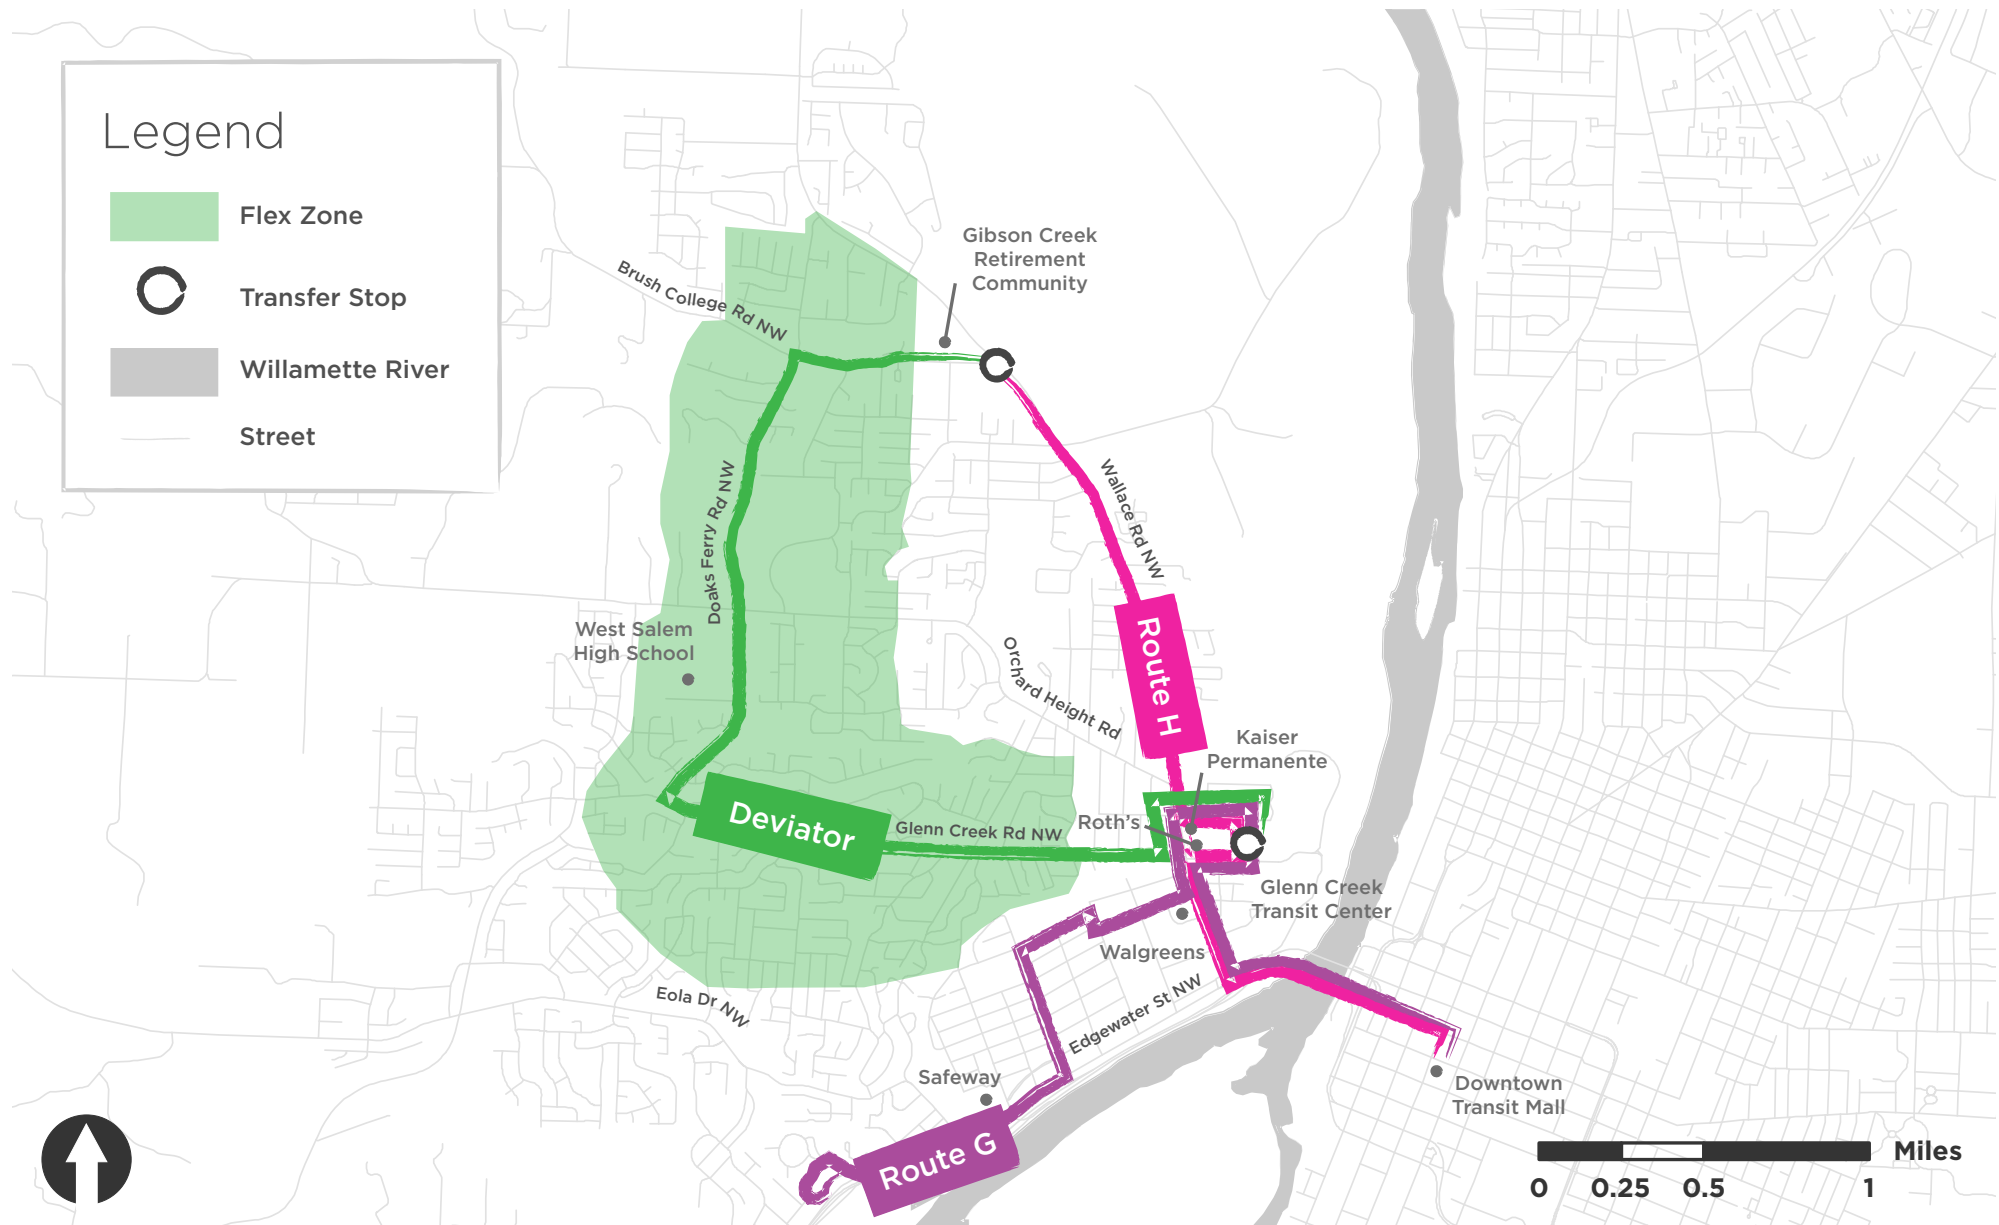 Legend
Flex Zone
Transfer Stop
Willamette River
Street
Gibson Creek
Retirement
Community
Brush College Rd NW
Wallace Rd NW
Doaks Ferry Rd NW
West Salem
High School
Orchard Height Rd
Route H
Kaiser
Permanente
Deviator
Glenn Creek Rd NW
Roth's
Glenn Creek
Transit Center
Walgreens
Eola Dr NW
Edgewater St NW
Safeway
Downtown
Transit Mall
Route G
Miles
0 0.25 0.5 1